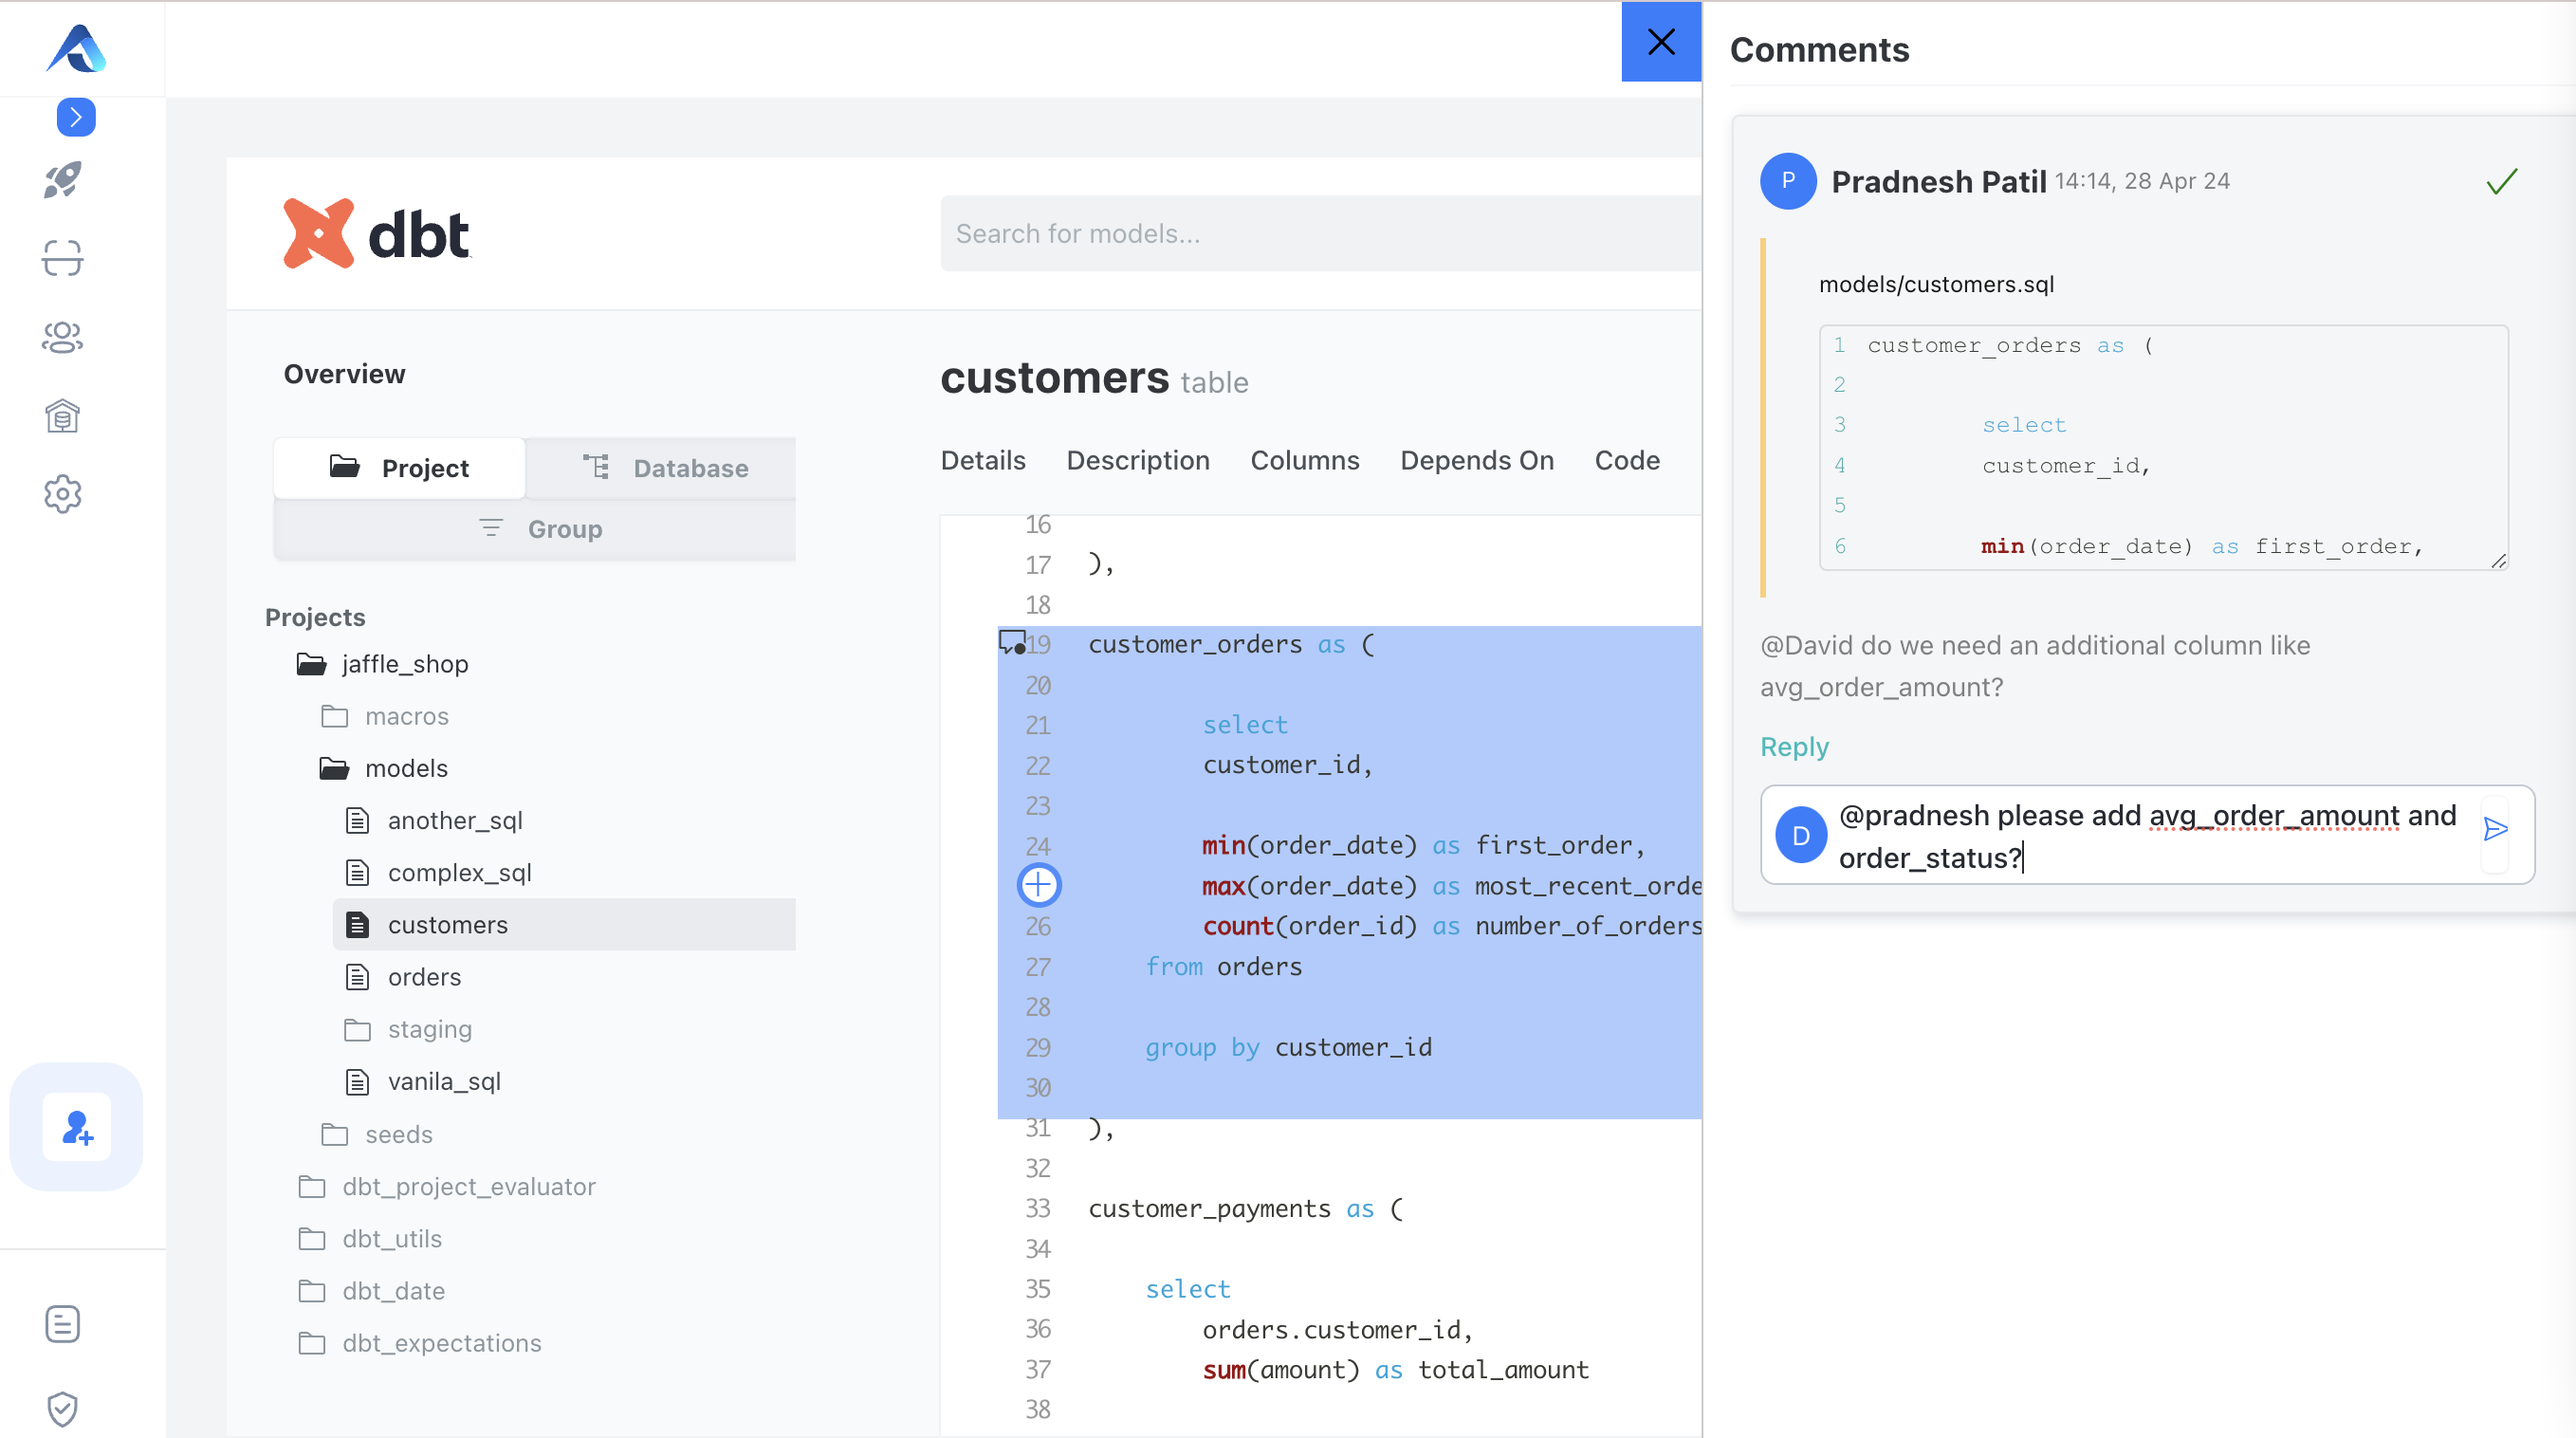 dbt
Search for models...
Overview
Project
Database
Group
Projects
jaffle_shop
macros
models
another_sql
complex_sql
customers
orders
staging
vanila_sql
seeds
dbt_project_evaluator
dbt_utils
dbt_date
dbt_expectations
customers table
Details Description Columns Depends On Code
16
17 ),
18
19 customer_orders as (
20
21 select
22 customer_id,
23
24 min(order_date) as first_order,
max(order_date) as most_recent_orde
26 count(order_id) as number_of_orders
27 from orders
28
29 group by customer_id
30
31 ),
32
33 customer_payments as (
34
35 select
36 orders.customer_id,
37 sum(amount) as total_amount
38
Comments
P Pradnesh Patil 14:14, 28 Apr 24
models/customers.sql
1 customer_orders as (
2
3 select
4 customer_id,
5
6 min(order_date) as first_order,
@David do we need an additional column like
avg_order_amount?
Reply
D @pradnesh please add avg_order_amount and
order_status?